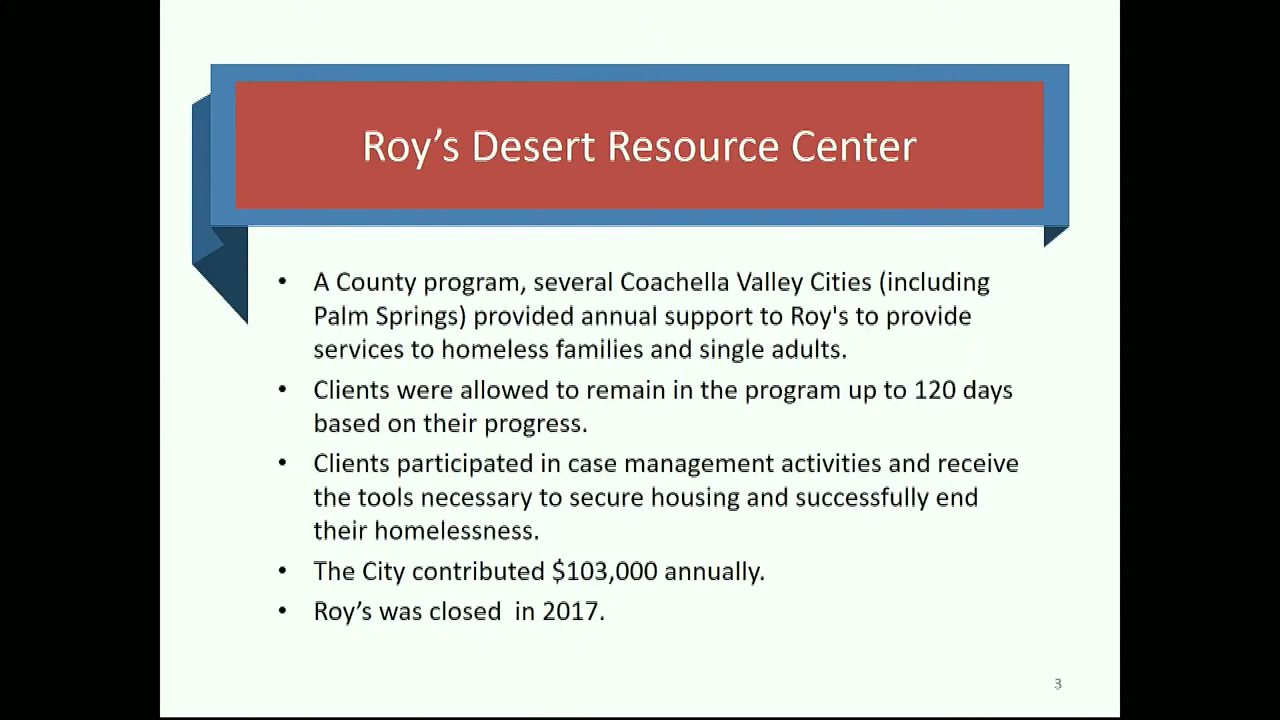 Roy’s Desert Resource Center
• A County program, several Coachella Valley Cities (including
Palm Springs) provided annual support to Roy's to provide
services to homeless families and single adults.
• Clients were allowed to remain in the program up to 120 days
based on their progress.
• Clients participated in case management activities and receive
the tools necessary to secure housing and successfully end
their homelessness.
• The City contributed $103,000 annually.
• Roy’s was closed  in 2017.
3